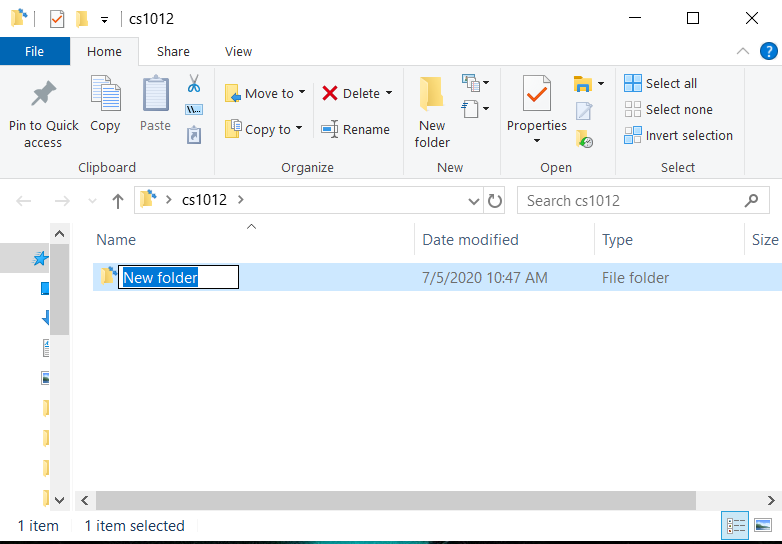 cs1012
File Home Share View
Pin to Quick access
Copy
Paste
Move to
Copy to
Delete
Rename
New folder
Properties
Select all
Select none
Invert selection
Clipboard Organize New Open Select
cs1012
Search cs1012
Name Date modified Type Size
New folder 7/5/2020 10:47 AM File folder
1 item 1 item selected